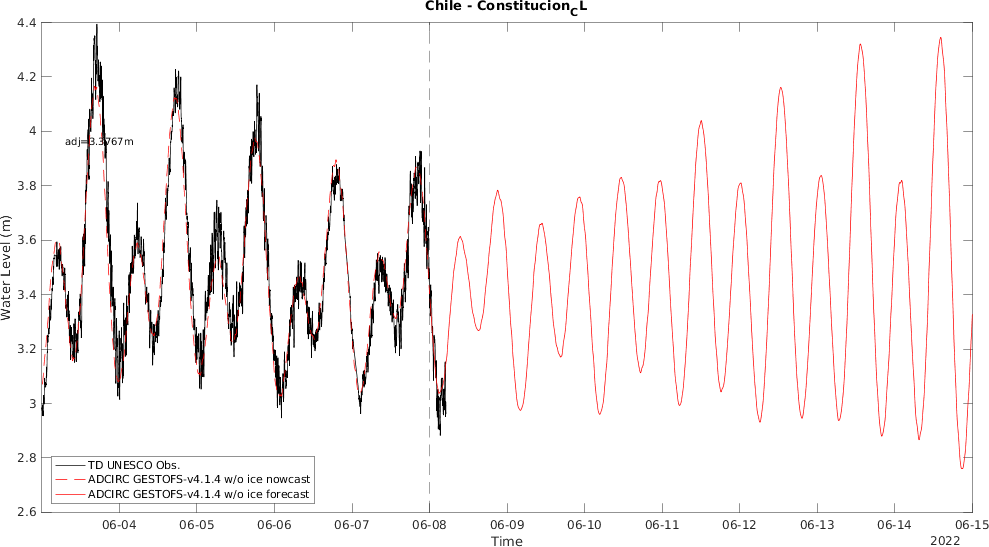 Chile - Constitucion_CL
4.4
4.2
4
3.8
3.6
3.4
3.2
3
2.8
2.6
Water Level (m)
adj=3.3767m
TD UNESCO Obs.
ADCIRC GESTOFS-v4.1.4 w/o ice nowcast
ADCIRC GESTOFS-v4.1.4 w/o ice forecast
06-04 06-05 06-06 06-07 06-08 06-09 06-10 06-11 06-12 06-13 06-14 06-15
Time
2022